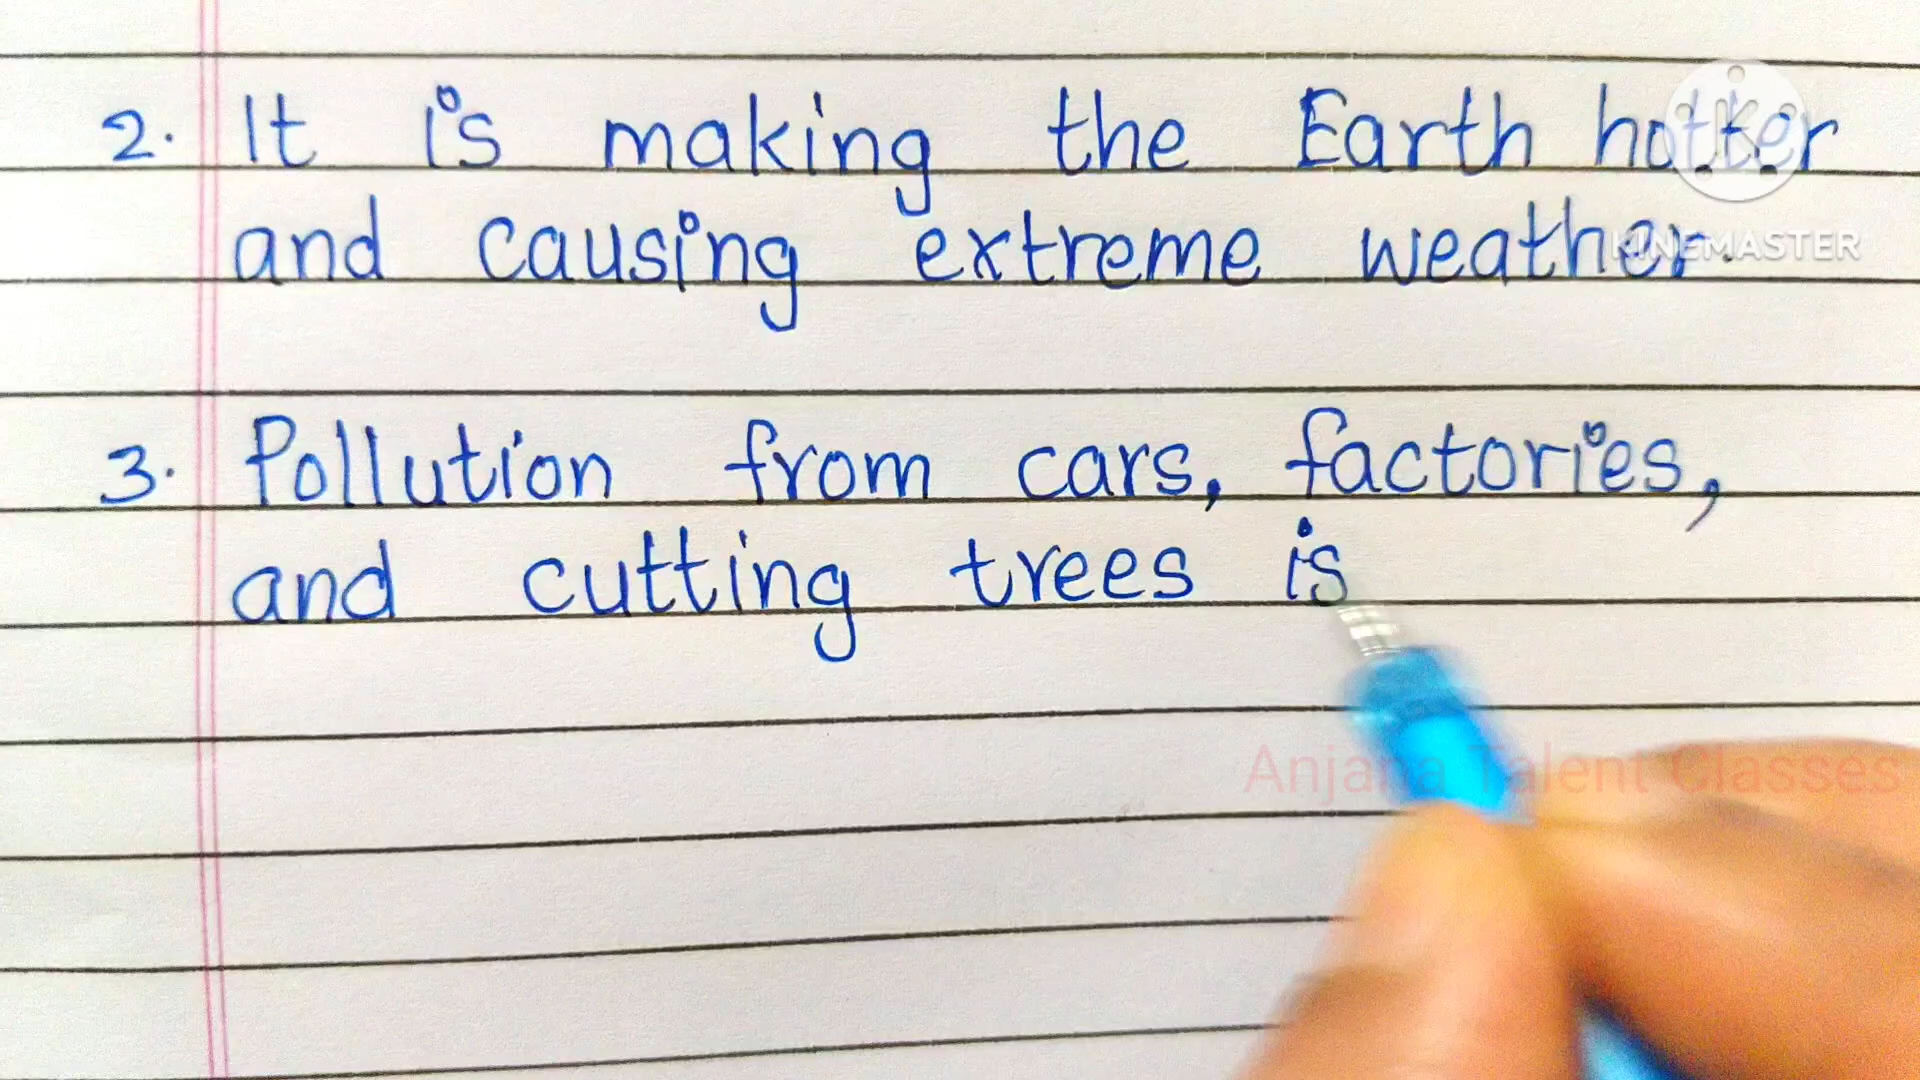 2. It is making the Earth hotter
and causing extreme weather.
KINEMASTER
3. Pollution from cars, factories,
and cutting trees is
Anjana Talent Classes